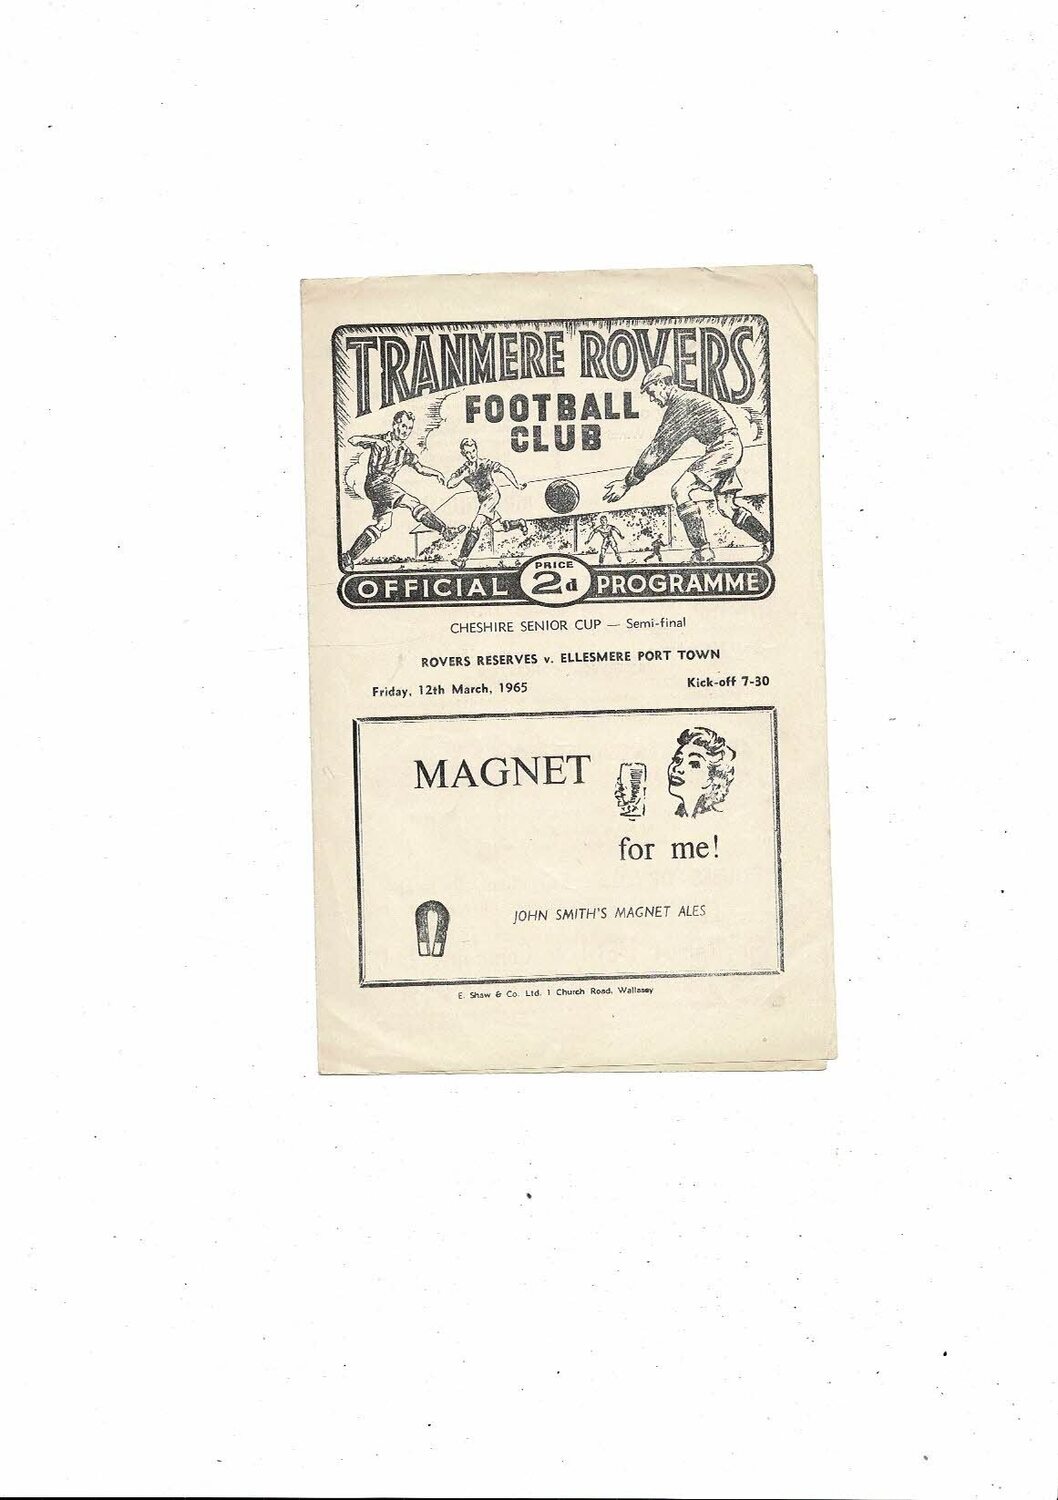 TRANMERE ROVERS
FOOTBALL
CLUB
PRICE
OFFICIAL 2d PROGRAMME
CHESHIRE SENIOR CUP — Semi-final
ROVERS RESERVES v. ELLESMERE PORT TOWN
Friday, 12th March, 1965 Kick-off 7-30
MAGNET
for me!
JOHN SMITH'S MAGNET ALES
E. Shaw & Co. Ltd. 1 Church Road, Wallasey